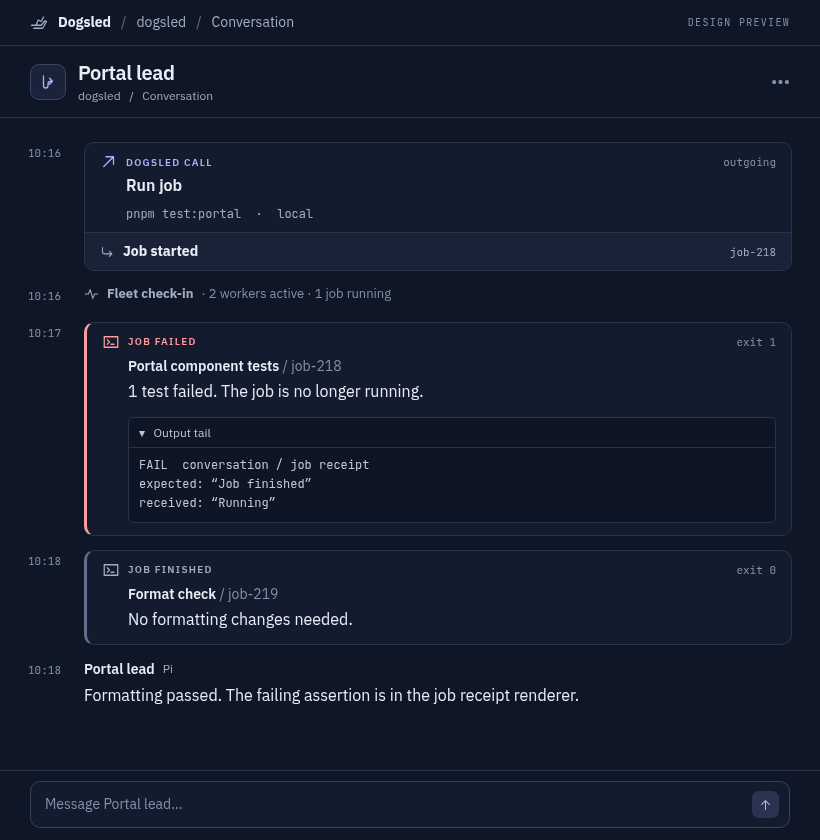 Dogsled / dogsled / Conversation
DESIGN PREVIEW
Portal lead
dogsled / Conversation
10:16
DOGSLED CALL
outgoing
Run job
pnpm test:portal · local
Job started
job-218
10:16
Fleet check-in · 2 workers active · 1 job running
10:17
JOB FAILED
exit 1
Portal component tests / job-218
1 test failed. The job is no longer running.
▾ Output tail
FAIL  conversation / job receipt
expected: “Job finished”
received: “Running”
10:18
JOB FINISHED
exit 0
Format check / job-219
No formatting changes needed.
10:18
Portal lead Pi
Formatting passed. The failing assertion is in the job receipt renderer.
Message Portal lead…